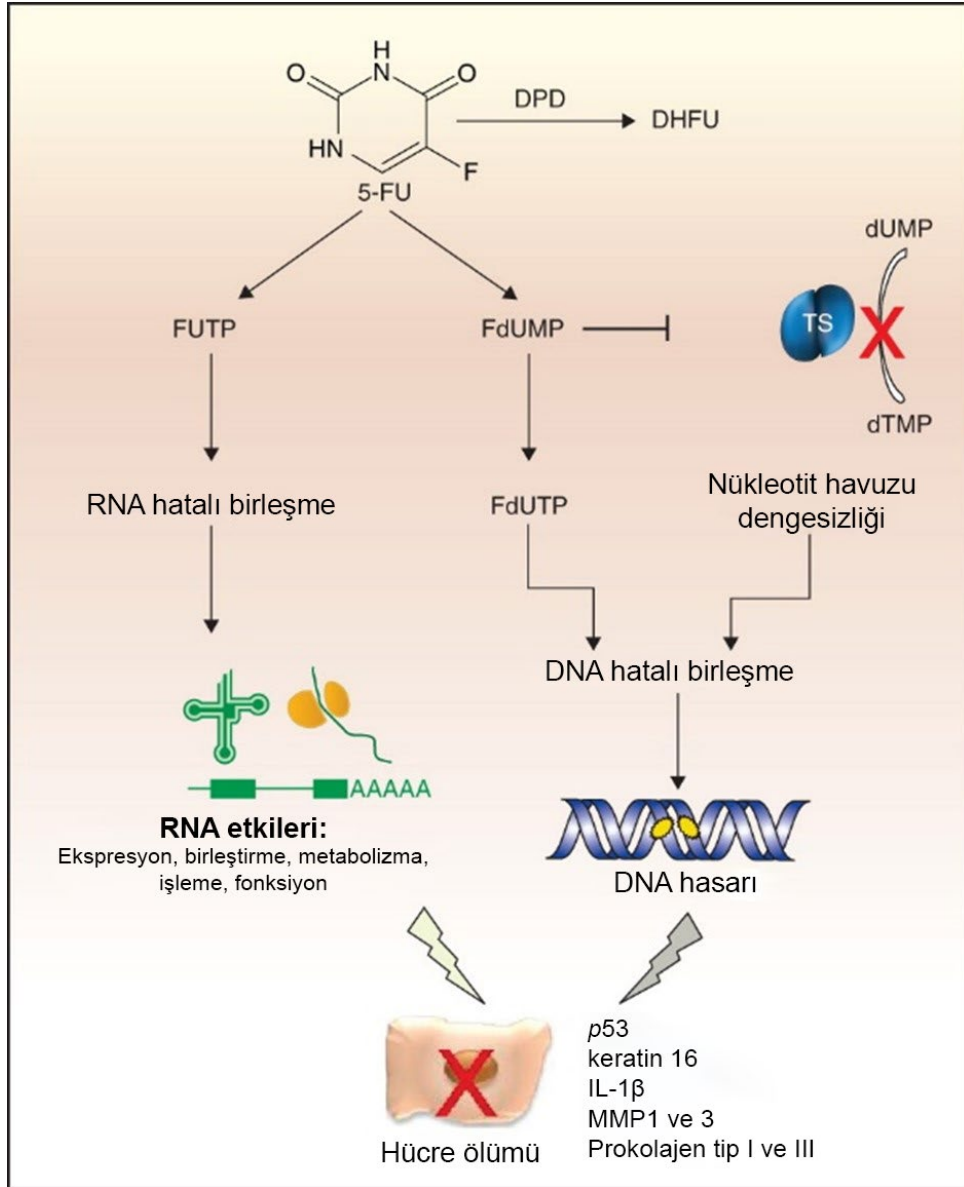 H
O
N
O
HN
F
5-FU
DPD
DHFU
dUMP
TS
X
dTMP
FUTP
FdUMP
RNA hatalı birleşme
FdUTP
Nükleotit havuzu
dengesizliği
DNA hatalı birleşme
AAAAA
RNA etkileri:
Ekspresyon, birleştirme, metabolizma,
işleme, fonksiyon
DNA hasarı
X
Hücre ölümü
p53
keratin 16
IL-1β
MMP1 ve 3
Prokolajen tip I ve III